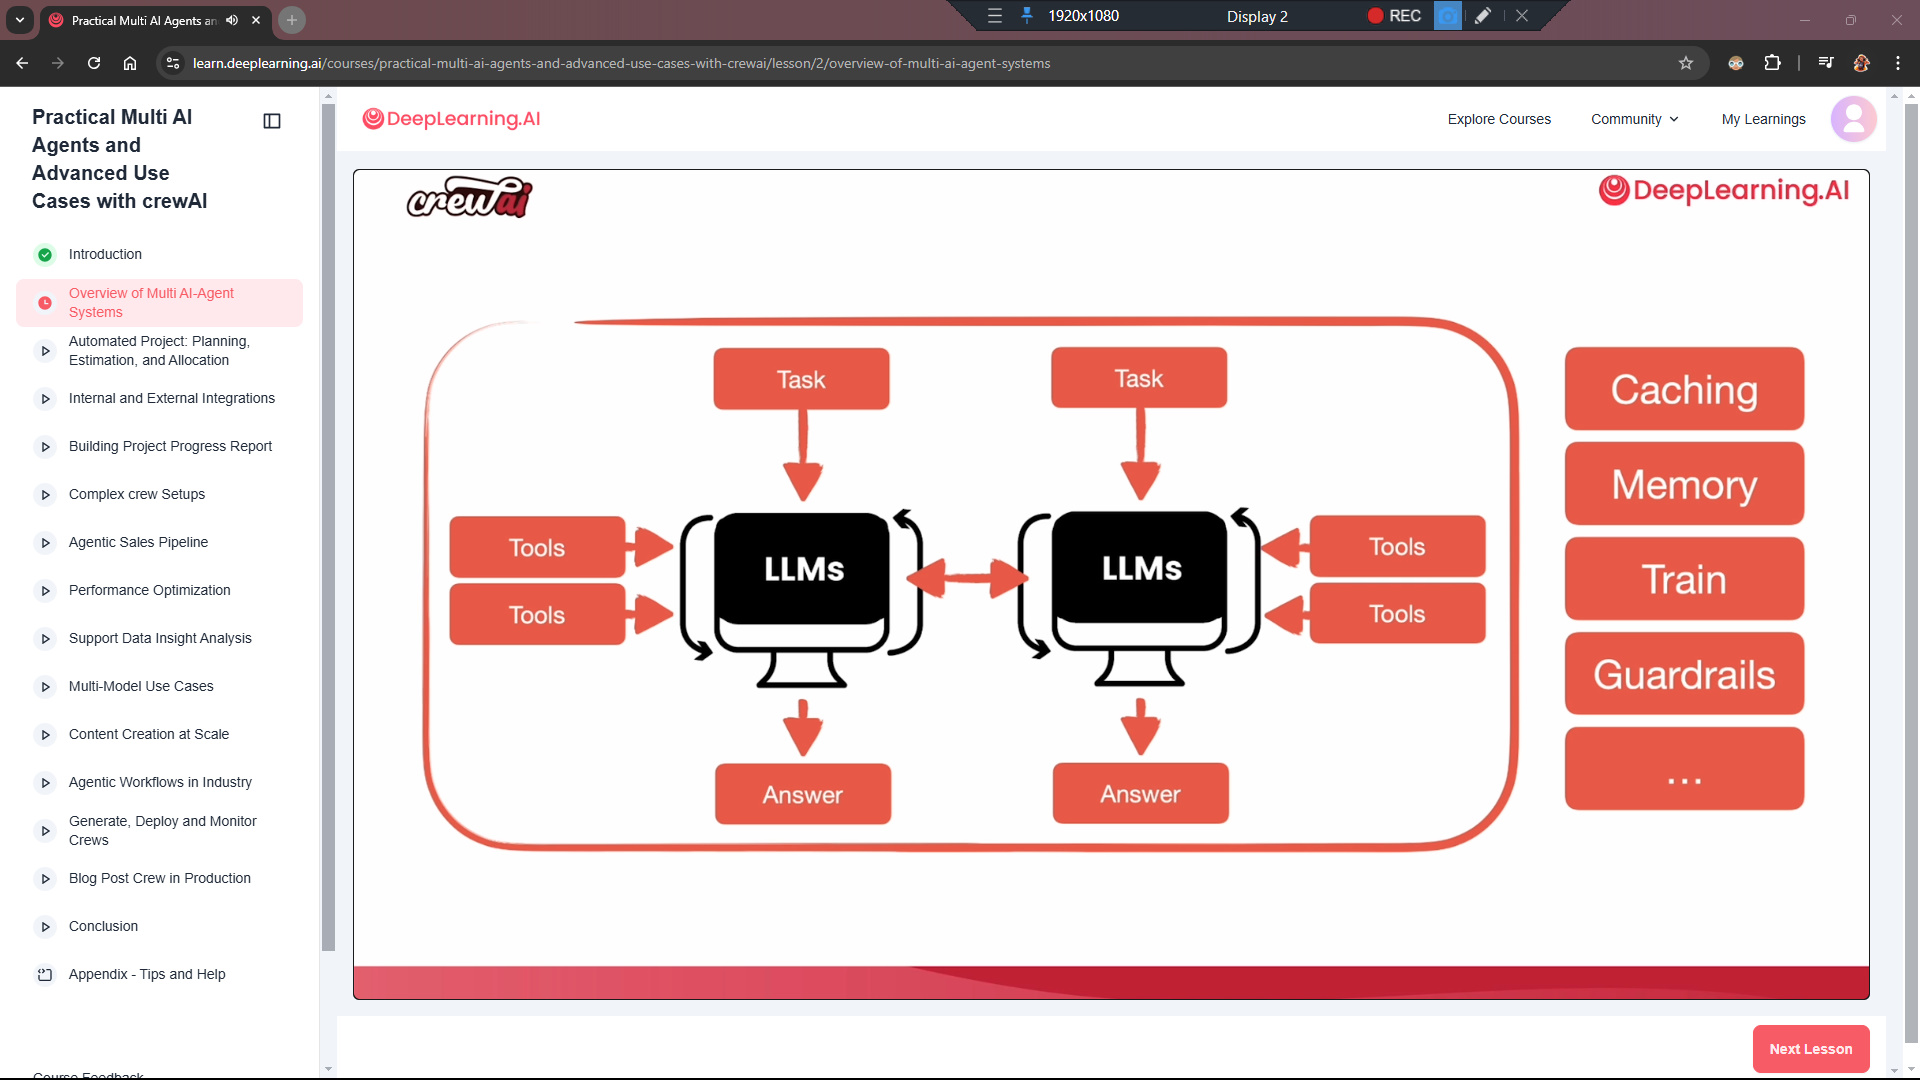 Practical Multi AI Agents an
1920x1080
Display 2
REC
learn.deeplearning.ai/courses/practical-multi-ai-agents-and-advanced-use-cases-with-crewai/lesson/2/overview-of-multi-ai-agent-systems
Practical Multi AI
Agents and
Advanced Use
Cases with crewAI
Introduction
Overview of Multi AI-Agent
Systems
Automated Project: Planning,
Estimation, and Allocation
Internal and External Integrations
Building Project Progress Report
Complex crew Setups
Agentic Sales Pipeline
Performance Optimization
Support Data Insight Analysis
Multi-Model Use Cases
Content Creation at Scale
Agentic Workflows in Industry
Generate, Deploy and Monitor
Crews
Blog Post Crew in Production
Conclusion
Appendix - Tips and Help
Course Feedback
DeepLearning.AI
Explore Courses
Community
My Learnings
crewai
DeepLearning.AI
Task
Task
Tools
Tools
LLMs
LLMs
Tools
Tools
Answer
Answer
Caching
Memory
Train
Guardrails
...
Next Lesson